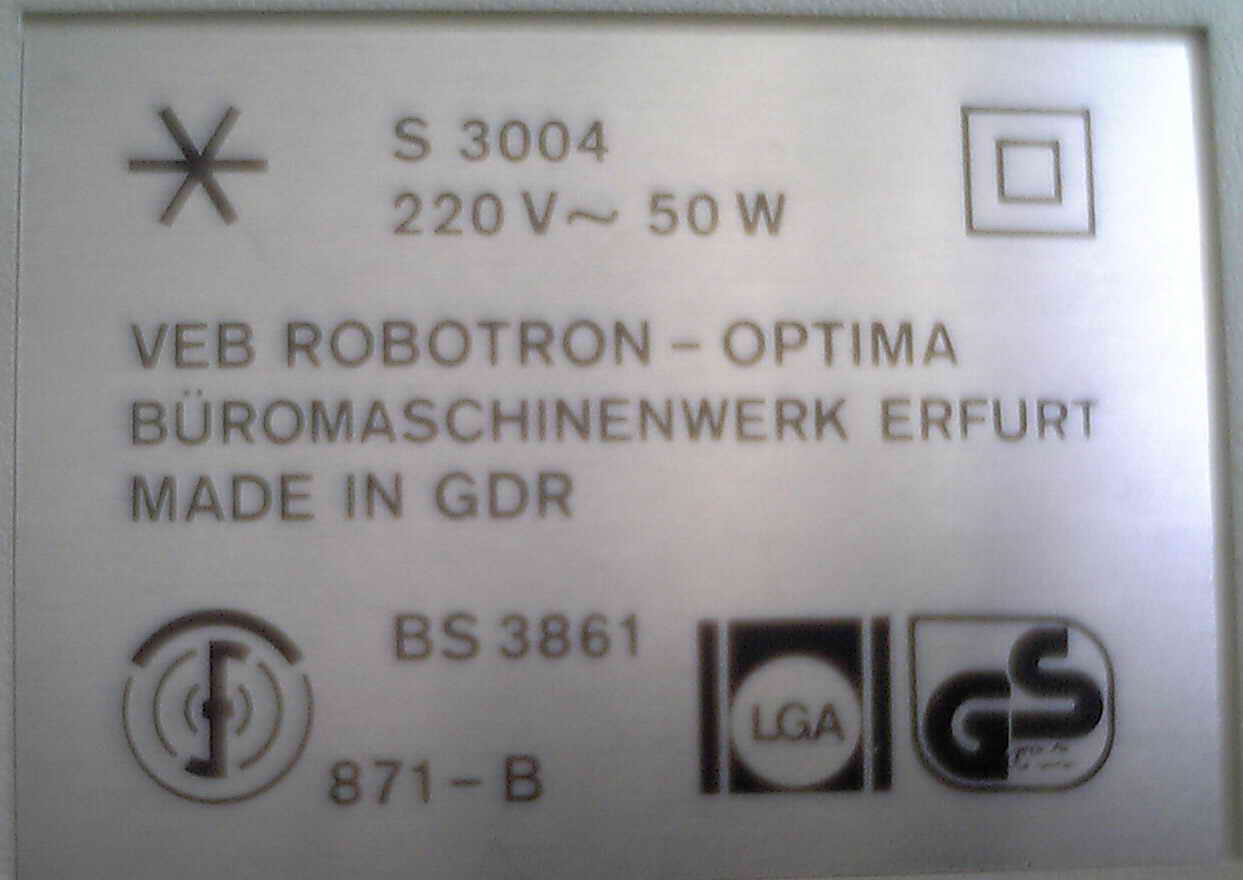 S 3004
220 V~ 50 W
VEB ROBOTRON - OPTIMA
BÜROMASCHINENWERK ERFURT
MADE IN GDR
BS 3861
871 - B
LGA
GS